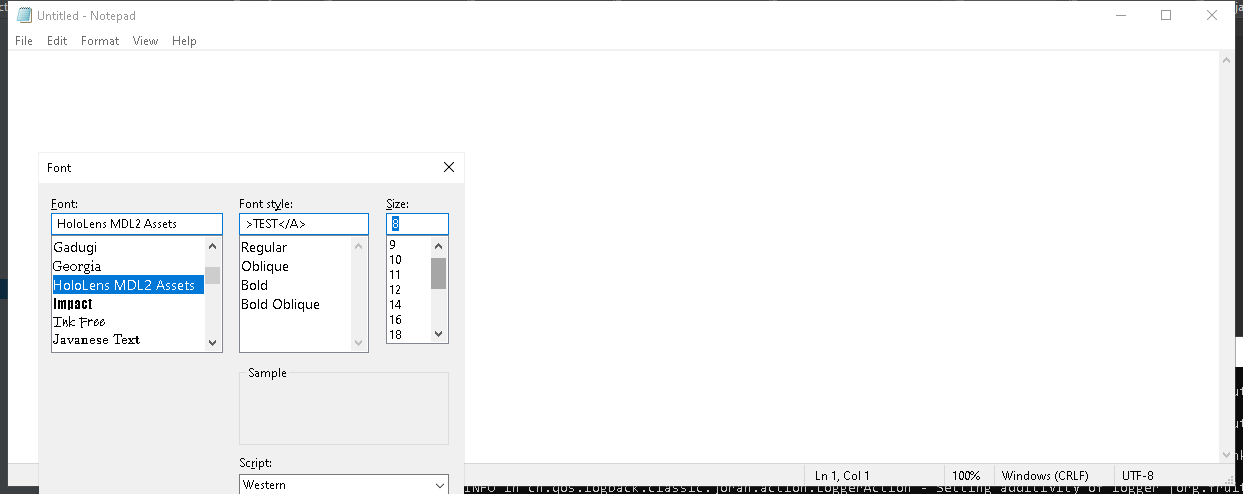 Untitled - Notepad
File Edit Format View Help
Font
Font:
HoloLens MDL2 Assets
Gadugi
Georgia
HoloLens MDL2 Assets
Impact
Ink Free
Javanese Text
Font style:
>TEST</A>
Regular
Oblique
Bold
Bold Oblique
Size:
8
9
10
11
12
14
16
18
Sample
Script:
Western
Ln 1, Col 1 100% Windows (CRLF) UTF-8
INFO in ch.qos.logback.classic.joran.action.LoggerAction - Setting additivity of logger